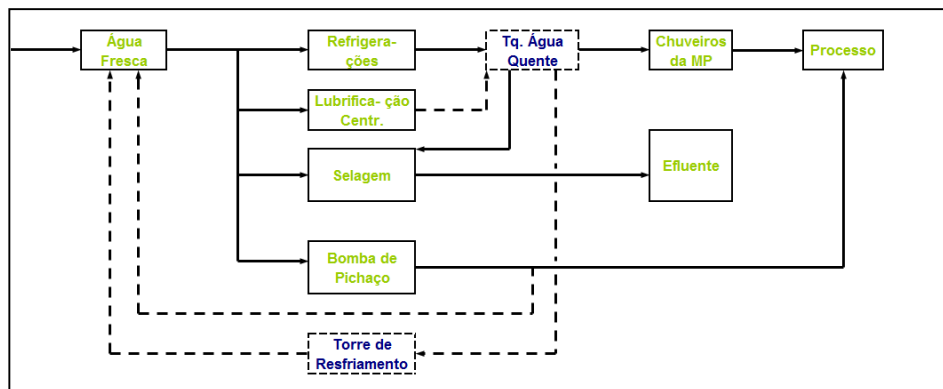 Água
Fresca
Refrigera-
ções
Tq. Água
Quente
Chuveiros
da MP
Processo
Lubrifica- ção
Centr.
Selagem
Efluente
Bomba de
Pichaço
Torre de
Resfriamento